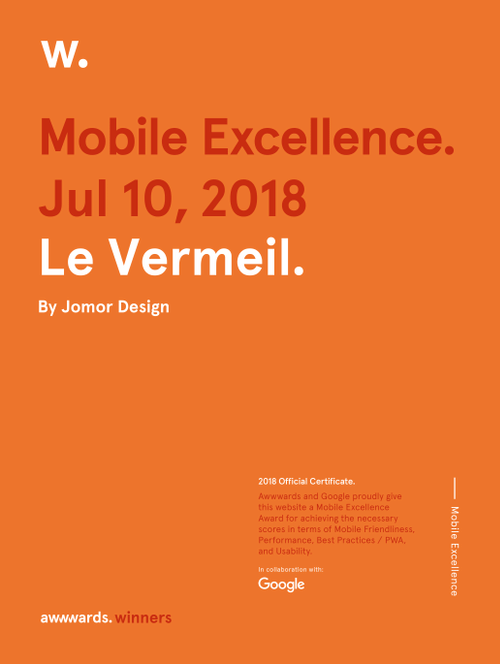 w.
Mobile Excellence.
Jul 10, 2018
Le Vermeil.
By Jomor Design
2018 Official Certificate.
Awwwards and Google proudly give
this website a Mobile Excellence
Award for achieving the necessary
scores in terms of Mobile Friendliness,
Performance, Best Practices / PWA,
and Usability.
In collaboration with:
Google
Mobile Excellence
awwwards.winners